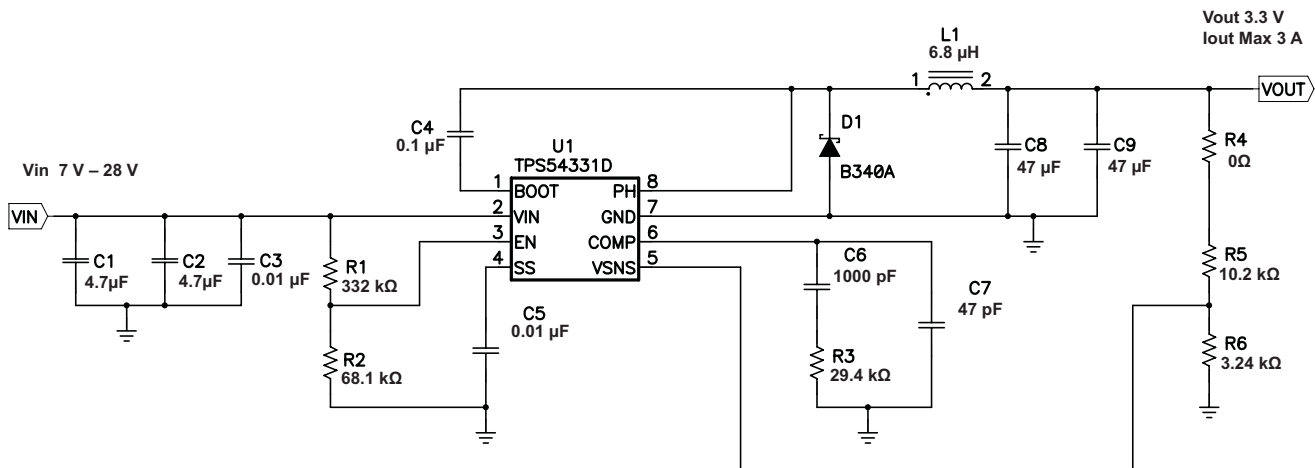 Vout 3.3 V
Iout Max 3 A
L1
6.8 µH
1
2
VOUT
C4
0.1 µF
D1
B340A
C8
47 µF
C9
47 µF
R4
0Ω
Vin 7 V – 28 V
U1
TPS54331D
1
BOOT
PH
8
VIN
2
VIN
GND
7
3
EN
COMP
6
4
SS
VSNS
5
C1
4.7µF
C2
4.7µF
C3
0.01 µF
R1
332 kΩ
C6
1000 pF
C7
47 pF
R5
10.2 kΩ
C5
0.01 µF
R2
68.1 kΩ
R3
29.4 kΩ
R6
3.24 kΩ